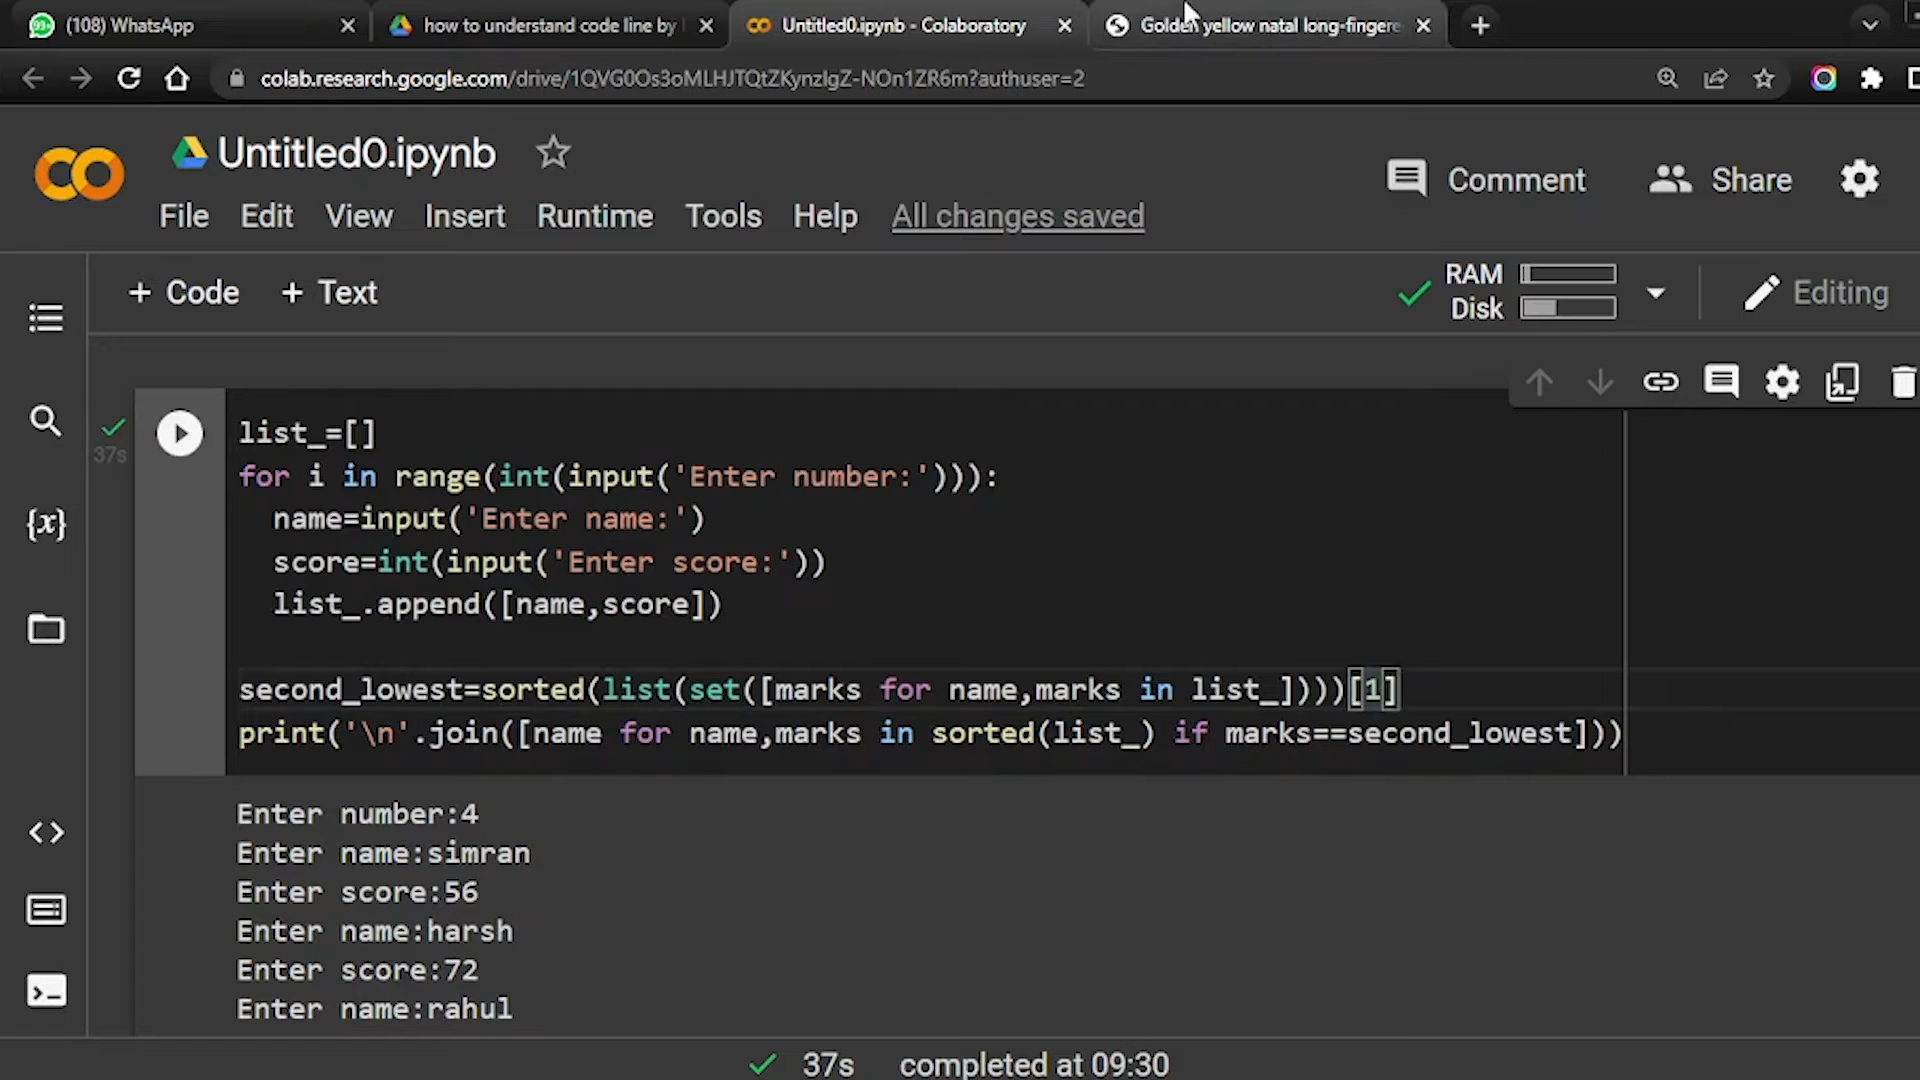 99+ (108) WhatsApp
how to understand code line by
Untitled0.ipynb - Colaboratory
Golden yellow natal long-fingere
colab.research.google.com/drive/1QVG0Os3oMLHJTQtZKynzIgZ-NOn1ZR6m?authuser=2
Untitled0.ipynb
Comment
Share
File Edit View Insert Runtime Tools Help All changes saved
+ Code + Text
RAM
Disk
Editing
37s
list_=[]
for i in range(int(input('Enter number:'))):
name=input('Enter name:')
score=int(input('Enter score:'))
list_.append([name,score])
{x}
second_lowest=sorted(list(set([marks for name,marks in list_])))[1]
print('\n'.join([name for name,marks in sorted(list_) if marks==second_lowest]))
Enter number:4
Enter name:simran
Enter score:56
Enter name:harsh
Enter score:72
Enter name:rahul
37s completed at 09:30